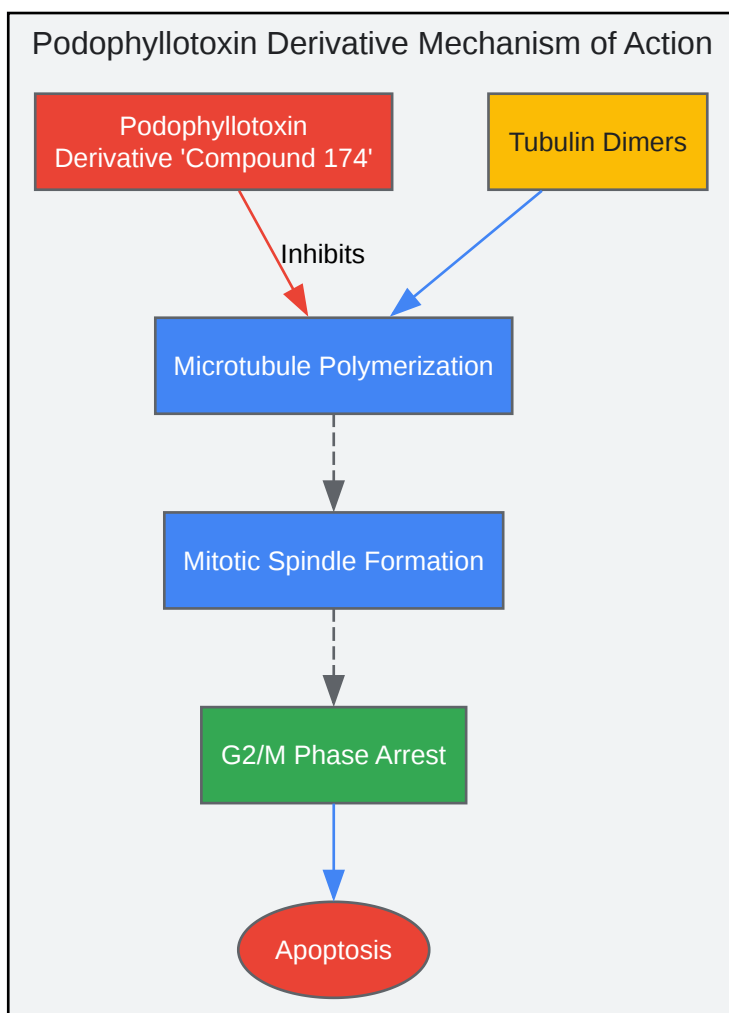 Podophyllotoxin Derivative Mechanism of Action
Podophyllotoxin
Derivative 'Compound 174'
Tubulin Dimers
Inhibits
Microtubule Polymerization
Mitotic Spindle Formation
G2/M Phase Arrest
Apoptosis